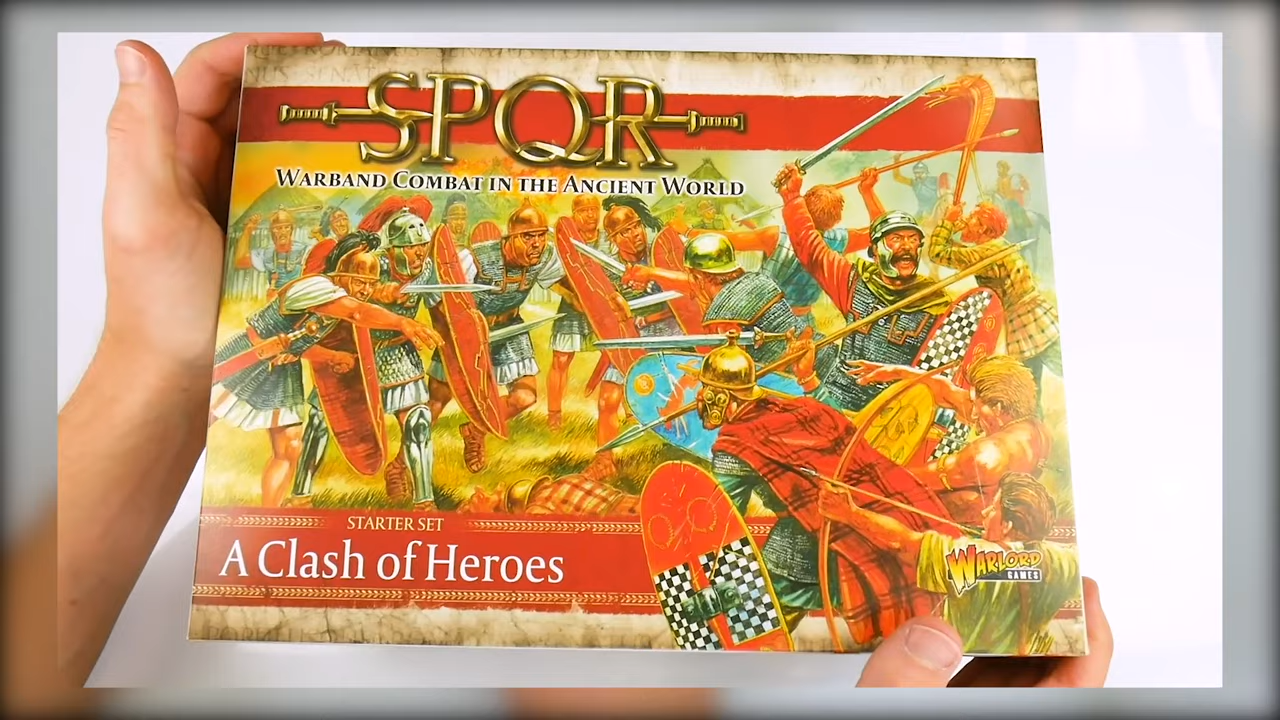 SPQR
WARBAND COMBAT IN THE ANCIENT WORLD
STARTER SET
A Clash of Heroes
WARLORD
GAMES